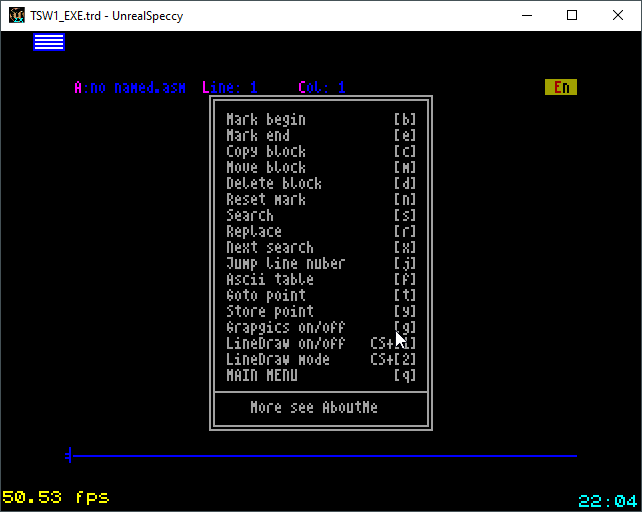 TSW1_EXE.trd - UnrealSpeccy
A:no named.asm Line: 1 Col: 1 En
Mark begin [b]
Mark end [e]
Copy block [c]
Move block [m]
Delete block [d]
Reset mark [n]
Search [s]
Replace [r]
Next search [x]
Jump line nuber [j]
Ascii table [f]
Goto point [t]
Store point [y]
Grapgics on/off [g]
LineDraw on/off CS+[1]
LineDraw mode CS+[2]
MAIN MENU [q]
More see AboutMe
50.53 fps
22:04